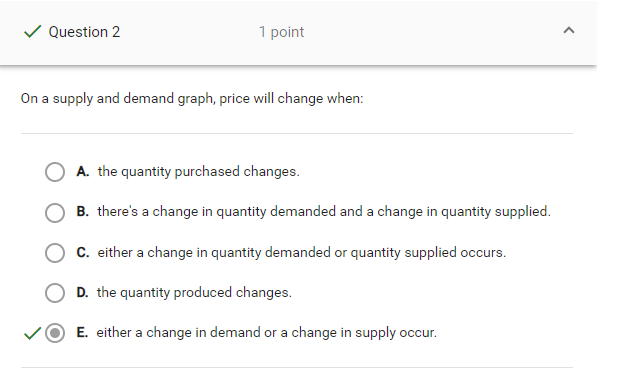 Question 2 1 point
On a supply and demand graph, price will change when:
A. the quantity purchased changes.
B. there's a change in quantity demanded and a change in quantity supplied.
C. either a change in quantity demanded or quantity supplied occurs.
D. the quantity produced changes.
E. either a change in demand or a change in supply occur.